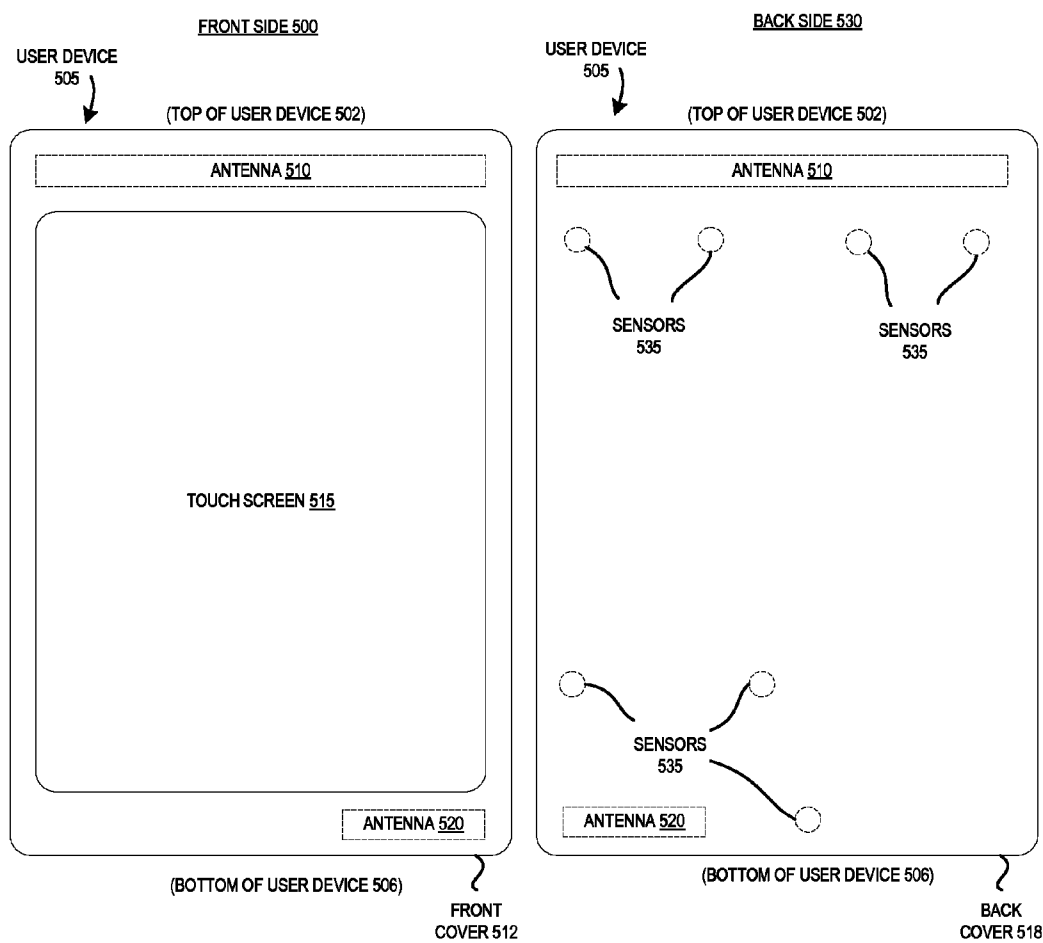 FRONT SIDE 500
USER DEVICE
505
(TOP OF USER DEVICE 502)
ANTENNA 510
TOUCH SCREEN 515
ANTENNA 520
(BOTTOM OF USER DEVICE 506)
FRONT
COVER 512
BACK SIDE 530
USER DEVICE
505
(TOP OF USER DEVICE 502)
ANTENNA 510
SENSORS
535
SENSORS
535
SENSORS
535
ANTENNA 520
(BOTTOM OF USER DEVICE 506)
BACK
COVER 518